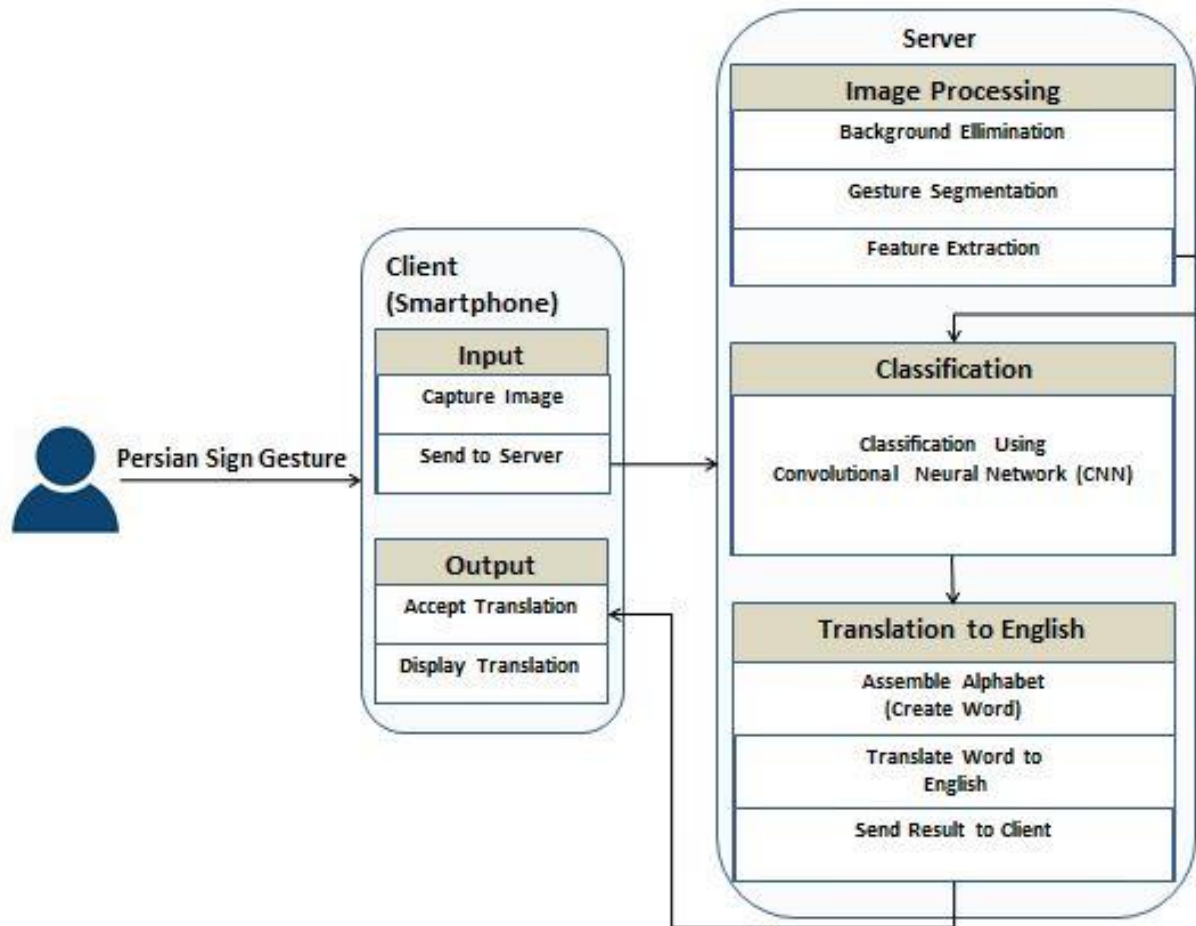 Persian Sign Gesture
Client
(Smartphone)
Input
Capture Image
Send to Server
Output
Accept Translation
Display Translation
Server
Image Processing
Background Ellimination
Gesture Segmentation
Feature Extraction
Classification
Classification Using
Convolutional Neural Network (CNN)
Translation to English
Assemble Alphabet
(Create Word)
Translate Word to
English
Send Result to Client